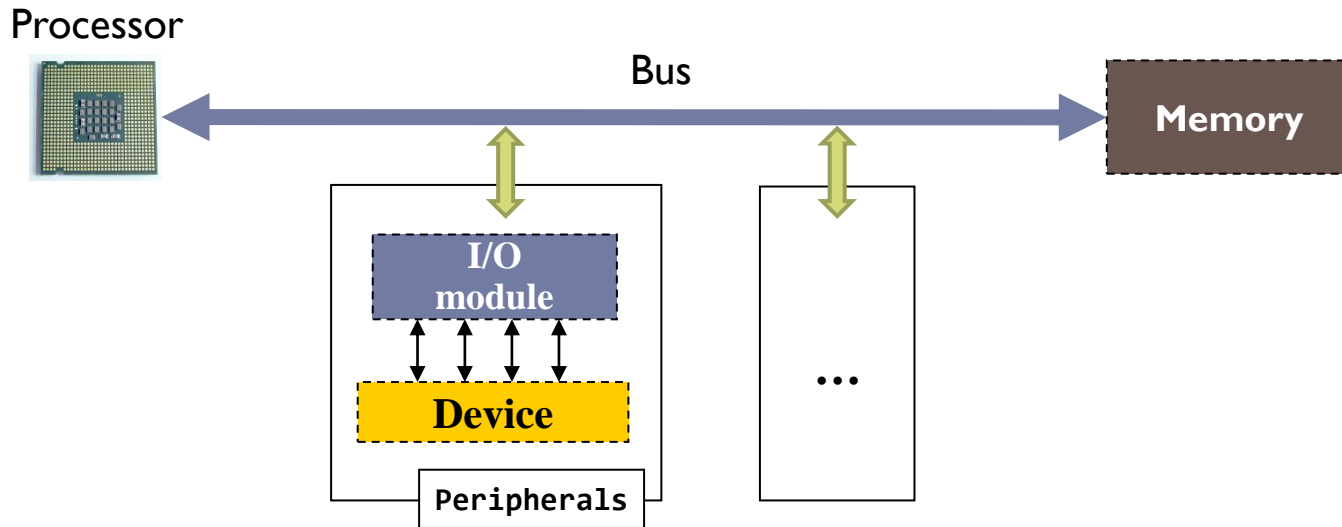 Processor
Bus
Memory
I/O
module
...
Device
Peripherals